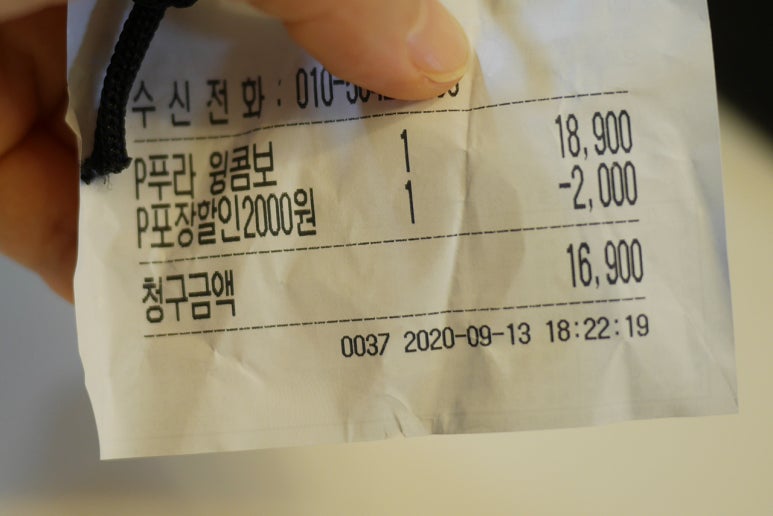 수신전화 : 010-
P푸라 윙콤보 1 18,900
P포장할인2000원 1 -2,000
청구금액 16,900
0037 2020-09-13 18:22:19